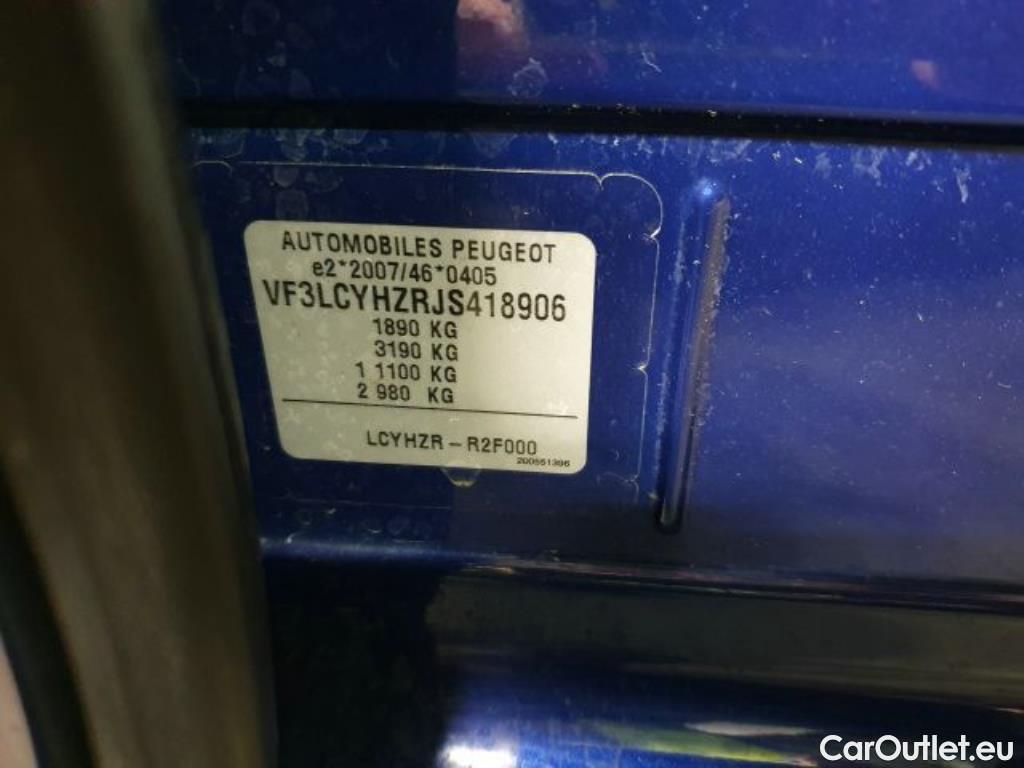 AUTOMOBILES PEUGEOT
e2*2007/46*0405
VF3LCYHZRJS418906
1890 KG
3190 KG
1 1100 KG
2 980 KG
LCYHZR – R2F000
200551396
CarOutlet.eu